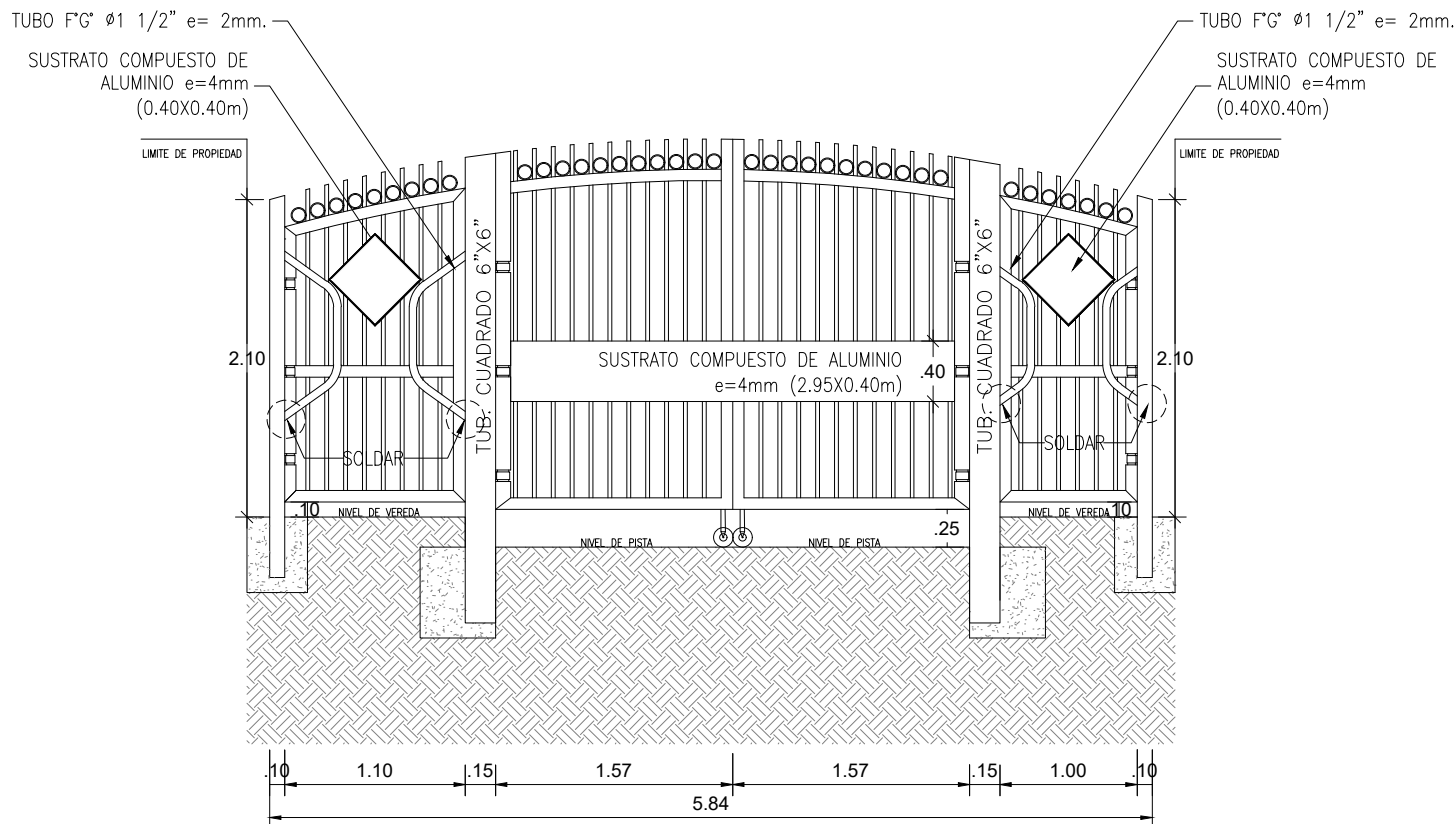 TUBO F°G° Ø1 1/2" e= 2mm.
SUSTRATO COMPUESTO DE
ALUMINIO e=4mm
(0.40X0.40m)
TUBO F°G° Ø1 1/2" e= 2mm.
SUSTRATO COMPUESTO DE
ALUMINIO e=4mm
(0.40X0.40m)
LIMITE DE PROPIEDAD
LIMITE DE PROPIEDAD
TUB. CUADRADO 6"X6"
TUB. CUADRADO 6"X6"
2.10
SUSTRATO COMPUESTO DE ALUMINIO
e=4mm (2.95X0.40m)
.40
2.10
SOLDAR
SOLDAR
.10
NIVEL DE VEREDA
NIVEL DE VEREDA
.10
.25
NIVEL DE PISTA
NIVEL DE PISTA
.10
1.10
.15
1.57
1.57
.15
1.00
.10
5.84